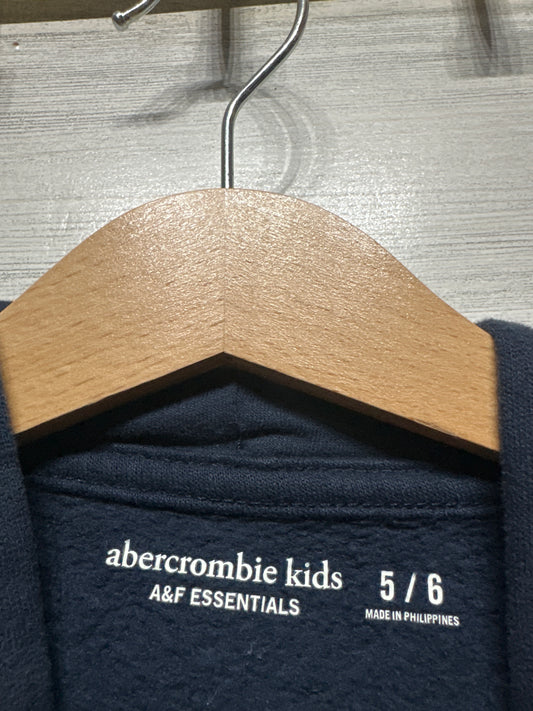 abercrombie kids
A&F ESSENTIALS
5 / 6
MADE IN PHILIPPINES